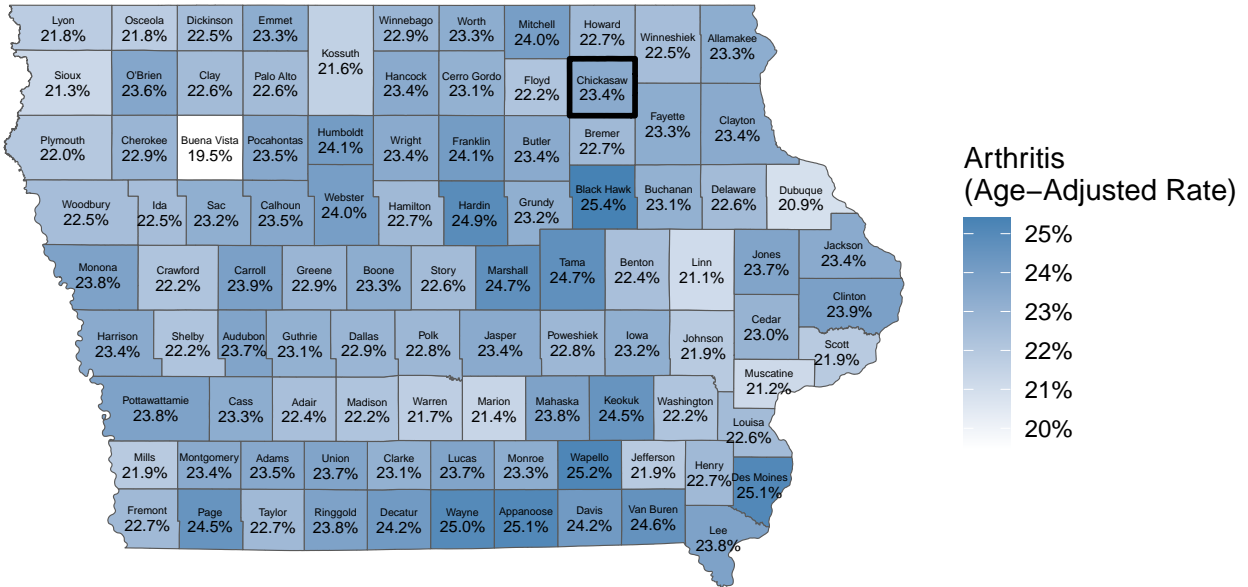 Lyon
21.8%
Osceola
21.8%
Dickinson
22.5%
Emmet
23.3%
Kossuth
21.6%
Winnebago
22.9%
Worth
23.3%
Mitchell
24.0%
Howard
22.7%
Winneshiek
22.5%
Allamakee
23.3%
Sioux
21.3%
O'Brien
23.6%
Clay
22.6%
Palo Alto
22.6%
Hancock
23.4%
Cerro Gordo
23.1%
Floyd
22.2%
Chickasaw
23.4%
Fayette
23.3%
Clayton
23.4%
Plymouth
22.0%
Cherokee
22.9%
Buena Vista
19.5%
Pocahontas
23.5%
Humboldt
24.1%
Wright
23.4%
Franklin
24.1%
Butler
23.4%
Bremer
22.7%
Woodbury
22.5%
Ida
22.5%
Sac
23.2%
Calhoun
23.5%
Webster
24.0%
Hamilton
22.7%
Hardin
24.9%
Grundy
23.2%
Black Hawk
25.4%
Buchanan
23.1%
Delaware
22.6%
Dubuque
20.9%
Monona
23.8%
Crawford
22.2%
Carroll
23.9%
Greene
22.9%
Boone
23.3%
Story
22.6%
Marshall
24.7%
Tama
24.7%
Benton
22.4%
Linn
21.1%
Jones
23.7%
Jackson
23.4%
Clinton
23.9%
Harrison
23.4%
Shelby
22.2%
Audubon
23.7%
Guthrie
23.1%
Dallas
22.9%
Polk
22.8%
Jasper
23.4%
Poweshiek
22.8%
Iowa
23.2%
Johnson
21.9%
Cedar
23.0%
Scott
21.9%
Muscatine
21.2%
Pottawattamie
23.8%
Cass
23.3%
Adair
22.4%
Madison
22.2%
Warren
21.7%
Marion
21.4%
Mahaska
23.8%
Keokuk
24.5%
Washington
22.2%
Louisa
22.6%
Mills
21.9%
Montgomery
23.4%
Adams
23.5%
Union
23.7%
Clarke
23.1%
Lucas
23.7%
Monroe
23.3%
Wapello
25.2%
Jefferson
21.9%
Henry
22.7%
Des Moines
25.1%
Fremont
22.7%
Page
24.5%
Taylor
22.7%
Ringgold
23.8%
Decatur
24.2%
Wayne
25.0%
Appanoose
25.1%
Davis
24.2%
Van Buren
24.6%
Lee
23.8%
Arthritis
(Age−Adjusted Rate)
25%
24%
23%
22%
21%
20%